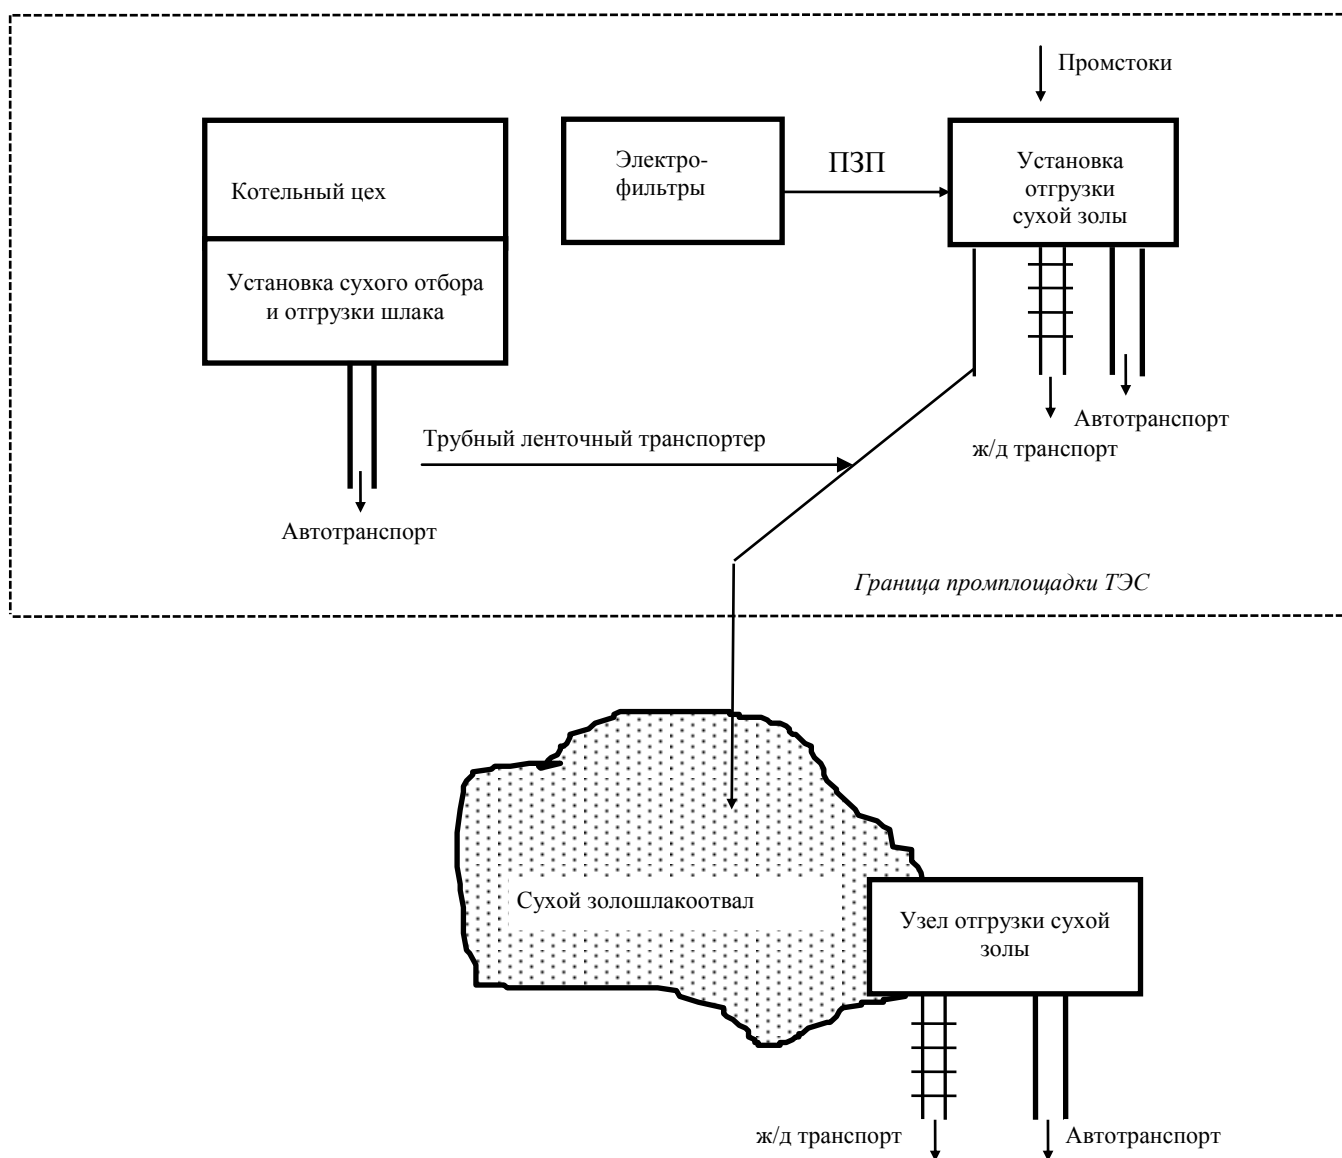 Промстоки
Котельный цех
Электро-
фильтры
ПЗП
Установка
отгрузки
сухой золы
Установка сухого отбора
и отгрузки шлака
Автотранспорт
ж/д транспорт
Трубный ленточный транспортер
Автотранспорт
Граница промплощадки ТЭС
Сухой золошлакоотвал
Узел отгрузки сухой
золы
ж/д транспорт
Автотранспорт